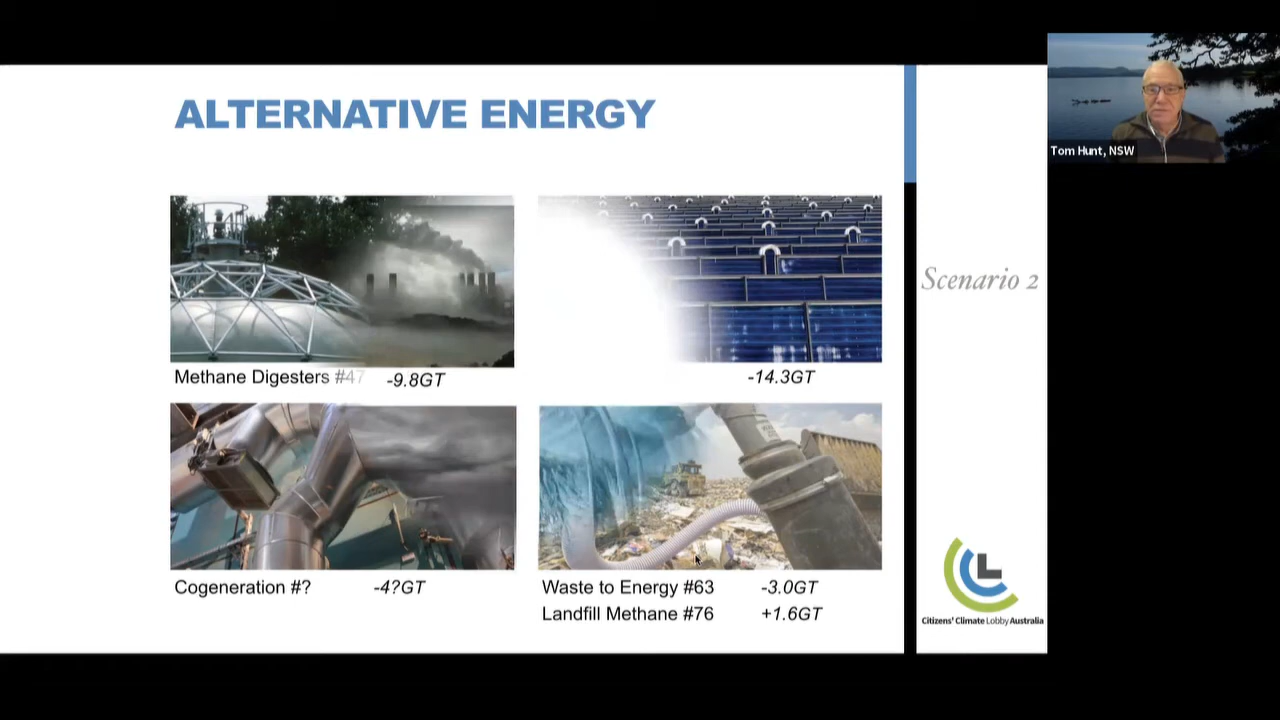 ALTERNATIVE ENERGY
Tom Hunt, NSW
Scenario 2
Methane Digesters #47 -9.8GT
-14.3GT
Cogeneration #? -4?GT
Waste to Energy #63 -3.0GT
Landfill Methane #76 +1.6GT
CL
Citizens' Climate Lobby Australia